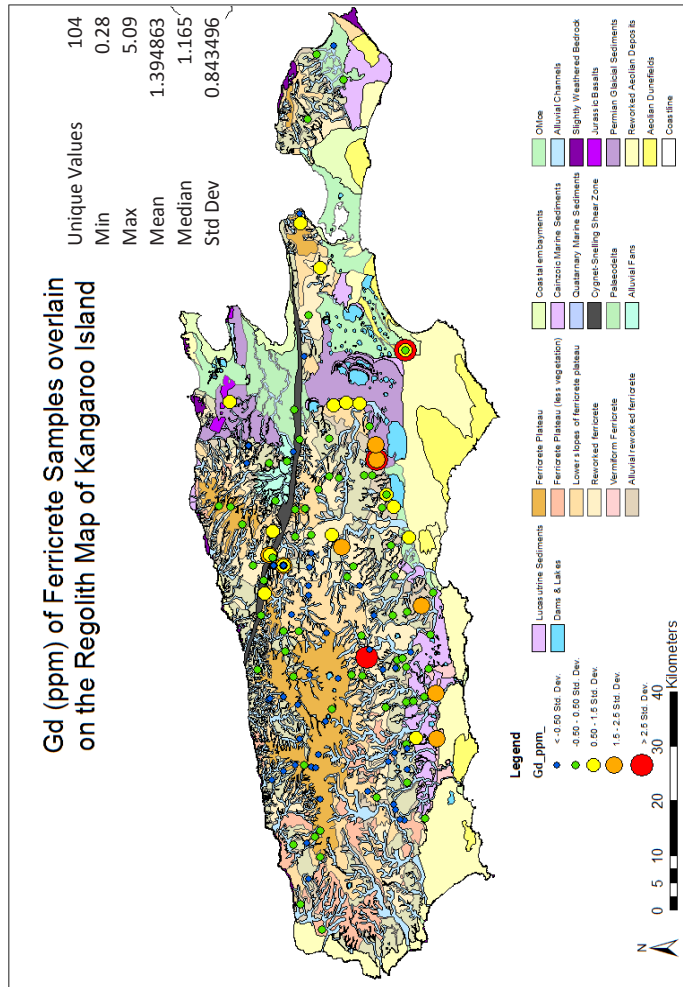 Gd (ppm) of Ferricrete Samples overlain
on the Regolith Map of Kangaroo Island
Unique Values 104
Min 0.28
Max 5.09
Mean 1.394863
Median 1.165
Std Dev 0.843496
Legend
Gd_ppm_
< -0.50 Std. Dev.
-0.50 - 0.50 Std. Dev.
0.50 - 1.5 Std. Dev.
1.5 - 2.5 Std. Dev.
> 2.5 Std. Dev.
Lucasutrine Sediments
Dams & Lakes
Ferricrete Plateau
Ferricrete Plateau (less vegetation)
Lower slopes of ferricrete plateau
Reworked ferricrete
Vermiform Ferricrete
Alluvial reworked ferricrete
Coastal embayments
Cainzoic Marine Sediments
Quatarnary Marine Sediments
Cygnet-Snelling Shear Zone
Palaeodelta
Alluvial Fans
OMoe
Alluvial Channels
Slightly Weathered Bedrock
Jurassic Basalts
Permian Glaicial Sediments
Reworked Aeolian Deposits
Aeolian Dunefields
Coastline
N
0 5 10 20 30 40
Kilometers